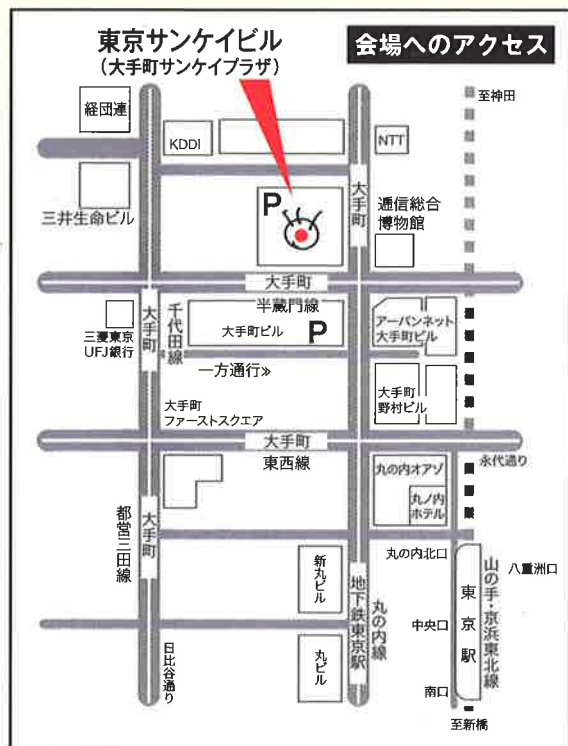 東京サンケイビル
(大手町サンケイプラザ)
会場へのアクセス
至神田
経団連
KDDI
NTT
三井生命ビル
P
大手町
逓信総合
博物館
大手町
半蔵門線
大手町
千代田線
大手町ビル
P
アーバンネット
大手町ビル
三菱東京
UFJ銀行
一方通行≫
大手町
野村ビル
大手町
ファーストスクエア
大手町
東西線
永代通り
丸の内オアゾ
丸ノ内
ホテル
都営三田線
大手町
丸の内北口
八重洲口
新丸ビル
地下鉄東京駅
丸の内線
中央口
東京駅
山の手・京浜東北線
日比谷通り
丸ビル
南口
至新橋